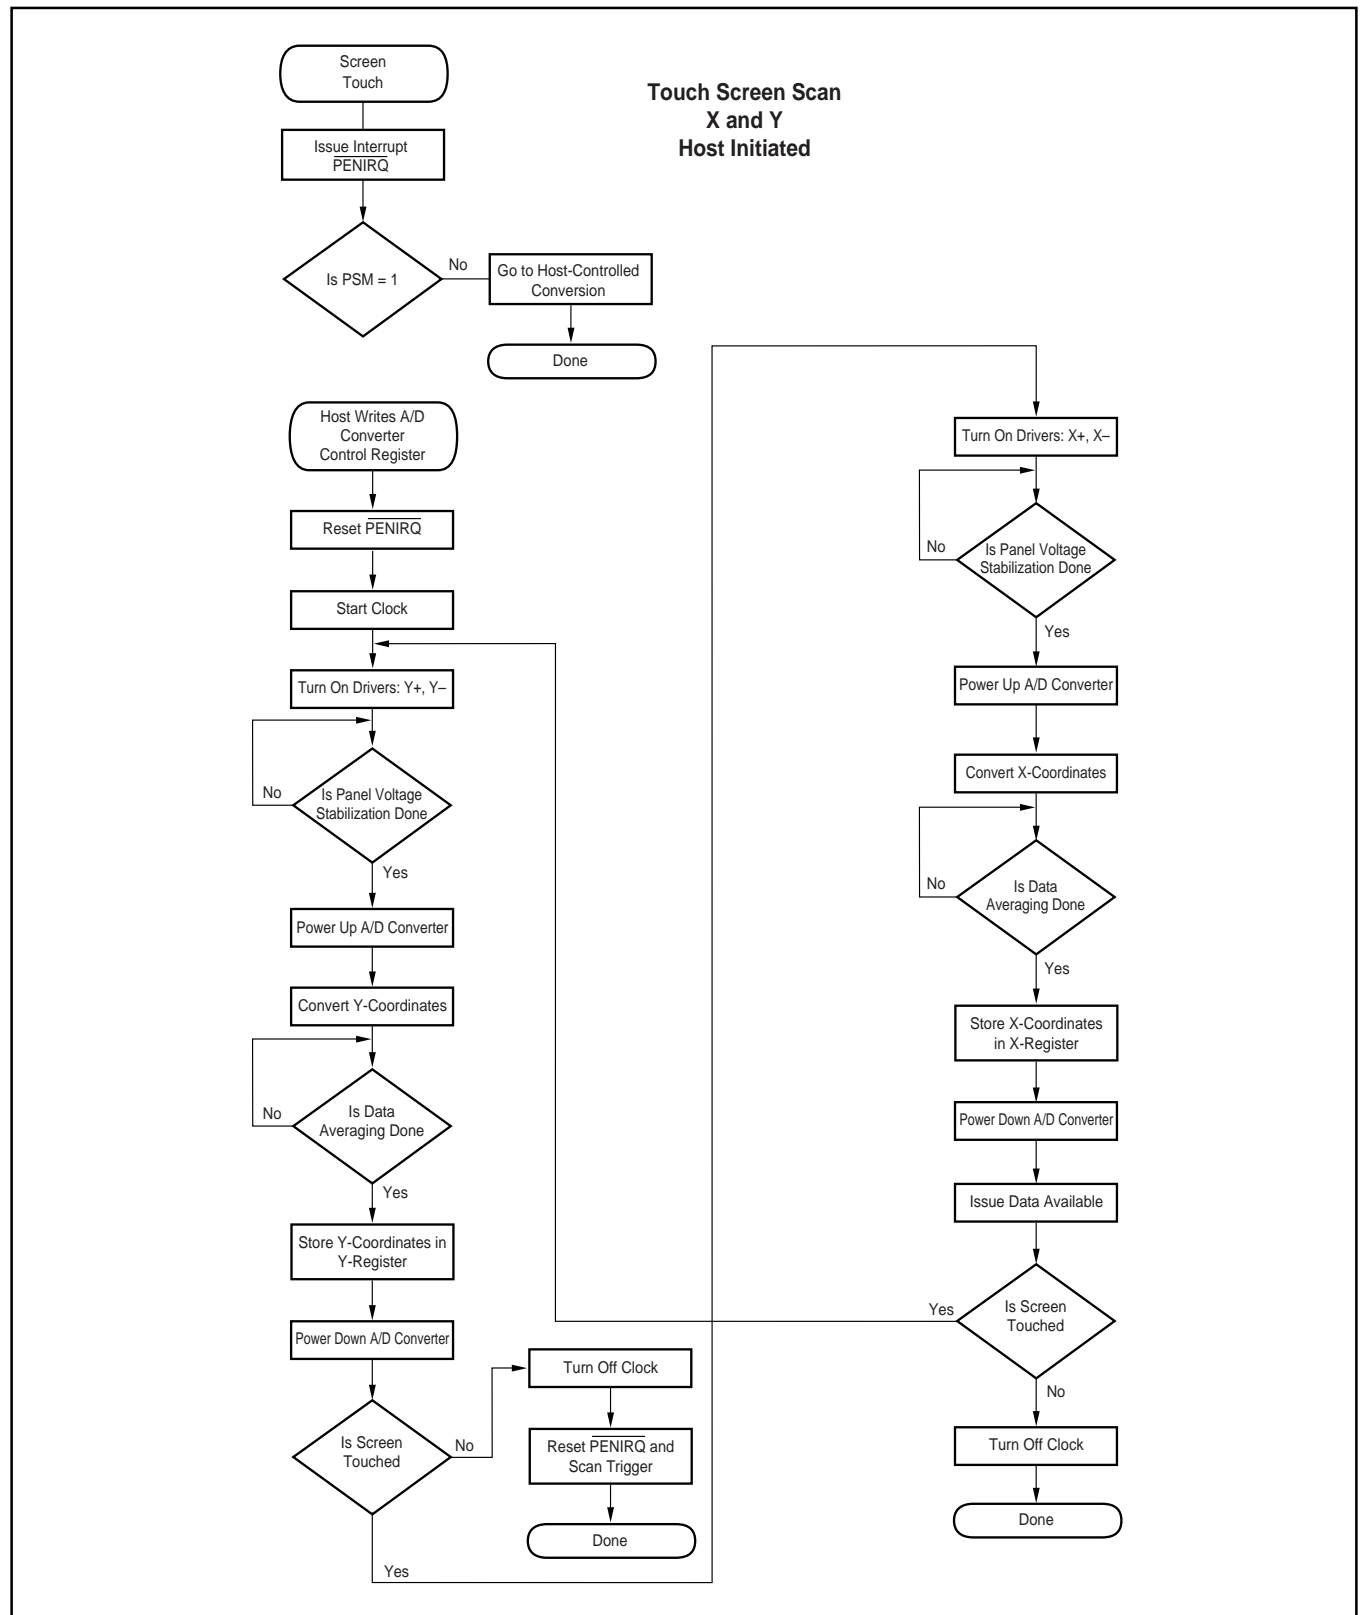 Touch Screen Scan
X and Y
Host Initiated
Screen
Touch
Issue Interrupt
PENIRQ
Is PSM = 1
No
Go to Host-Controlled
Conversion
Done
Host Writes A/D
Converter
Control Register
Reset PENIRQ
Start Clock
Turn On Drivers: Y+, Y–
Is Panel Voltage
Stabilization Done
No
Yes
Power Up A/D Converter
Convert Y-Coordinates
Is Data
Averaging Done
No
Yes
Store Y-Coordinates in
Y-Register
Power Down A/D Converter
Is Screen
Touched
No
Turn Off Clock
Reset PENIRQ and
Scan Trigger
Done
Yes
Turn On Drivers: X+, X–
Is Panel Voltage
Stabilization Done
No
Yes
Power Up A/D Converter
Convert X-Coordinates
Is Data
Averaging Done
No
Yes
Store X-Coordinates
in X-Register
Power Down A/D Converter
Issue Data Available
Is Screen
Touched
Yes
No
Turn Off Clock
Done